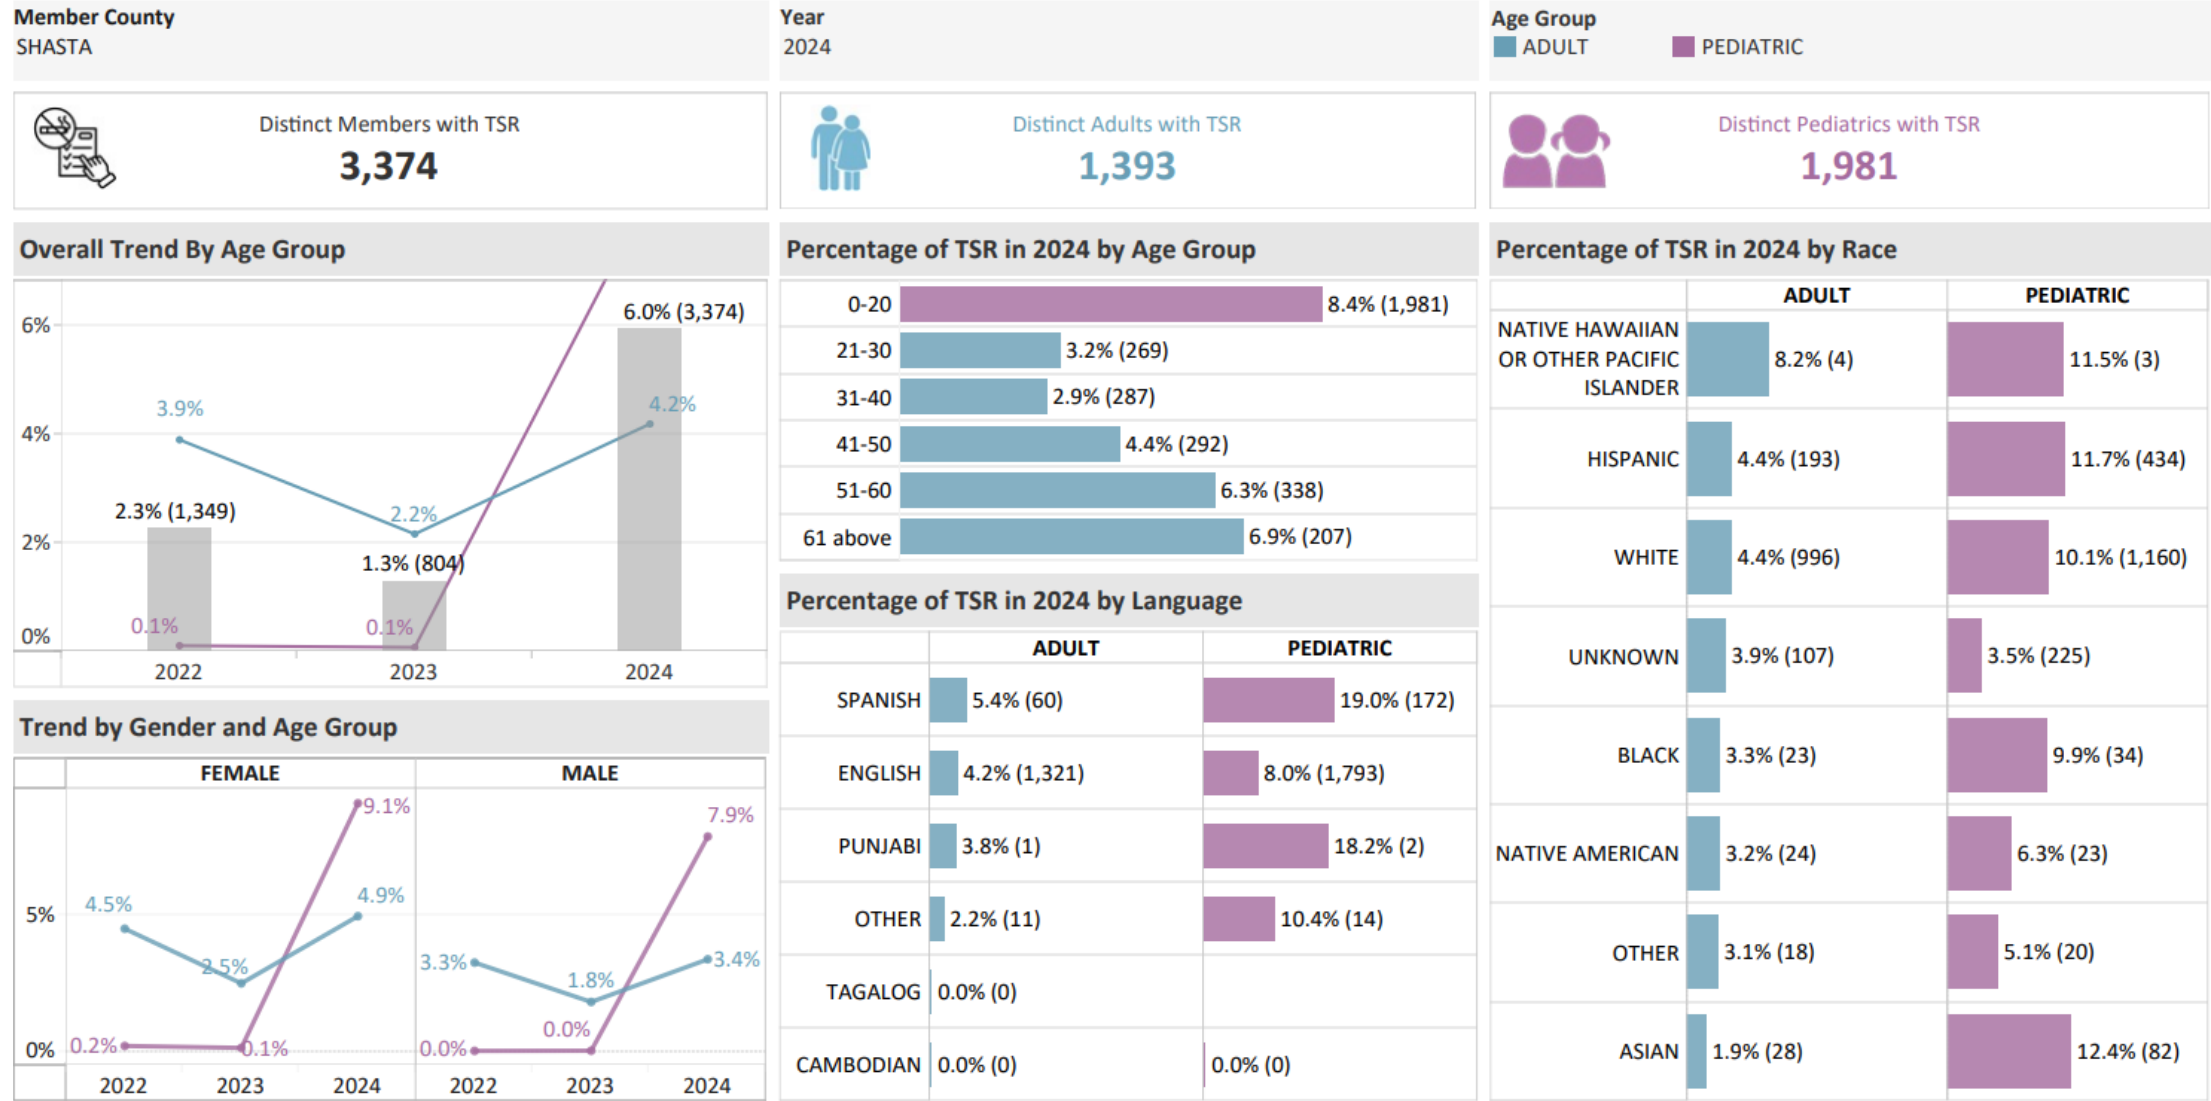 Member County
SHASTA
Year
2024
Age Group
ADULT
PEDIATRIC
Distinct Members with TSR
3,374
Distinct Adults with TSR
1,393
Distinct Pediatrics with TSR
1,981
Overall Trend By Age Group
6%
4%
2%
0%
3.9%
2.3% (1,349)
0.1%
2.2%
1.3% (804)
0.1%
6.0% (3,374)
4.2%
2022
2023
2024
Trend by Gender and Age Group
FEMALE
MALE
5%
0%
4.5%
2.5%
4.9%
9.1%
0.2%
0.1%
3.3%
1.8%
3.4%
7.9%
0.0%
0.0%
2022
2023
2024
2022
2023
2024
Percentage of TSR in 2024 by Age Group
0-20
8.4% (1,981)
21-30
3.2% (269)
31-40
2.9% (287)
41-50
4.4% (292)
51-60
6.3% (338)
61 above
6.9% (207)
Percentage of TSR in 2024 by Language
ADULT
PEDIATRIC
SPANISH
5.4% (60)
19.0% (172)
ENGLISH
4.2% (1,321)
8.0% (1,793)
PUNJABI
3.8% (1)
18.2% (2)
OTHER
2.2% (11)
10.4% (14)
TAGALOG
0.0% (0)
CAMBODIAN
0.0% (0)
0.0% (0)
Percentage of TSR in 2024 by Race
ADULT
PEDIATRIC
NATIVE HAWAIIAN
OR OTHER PACIFIC
ISLANDER
8.2% (4)
11.5% (3)
HISPANIC
4.4% (193)
11.7% (434)
WHITE
4.4% (996)
10.1% (1,160)
UNKNOWN
3.9% (107)
3.5% (225)
BLACK
3.3% (23)
9.9% (34)
NATIVE AMERICAN
3.2% (24)
6.3% (23)
OTHER
3.1% (18)
5.1% (20)
ASIAN
1.9% (28)
12.4% (82)